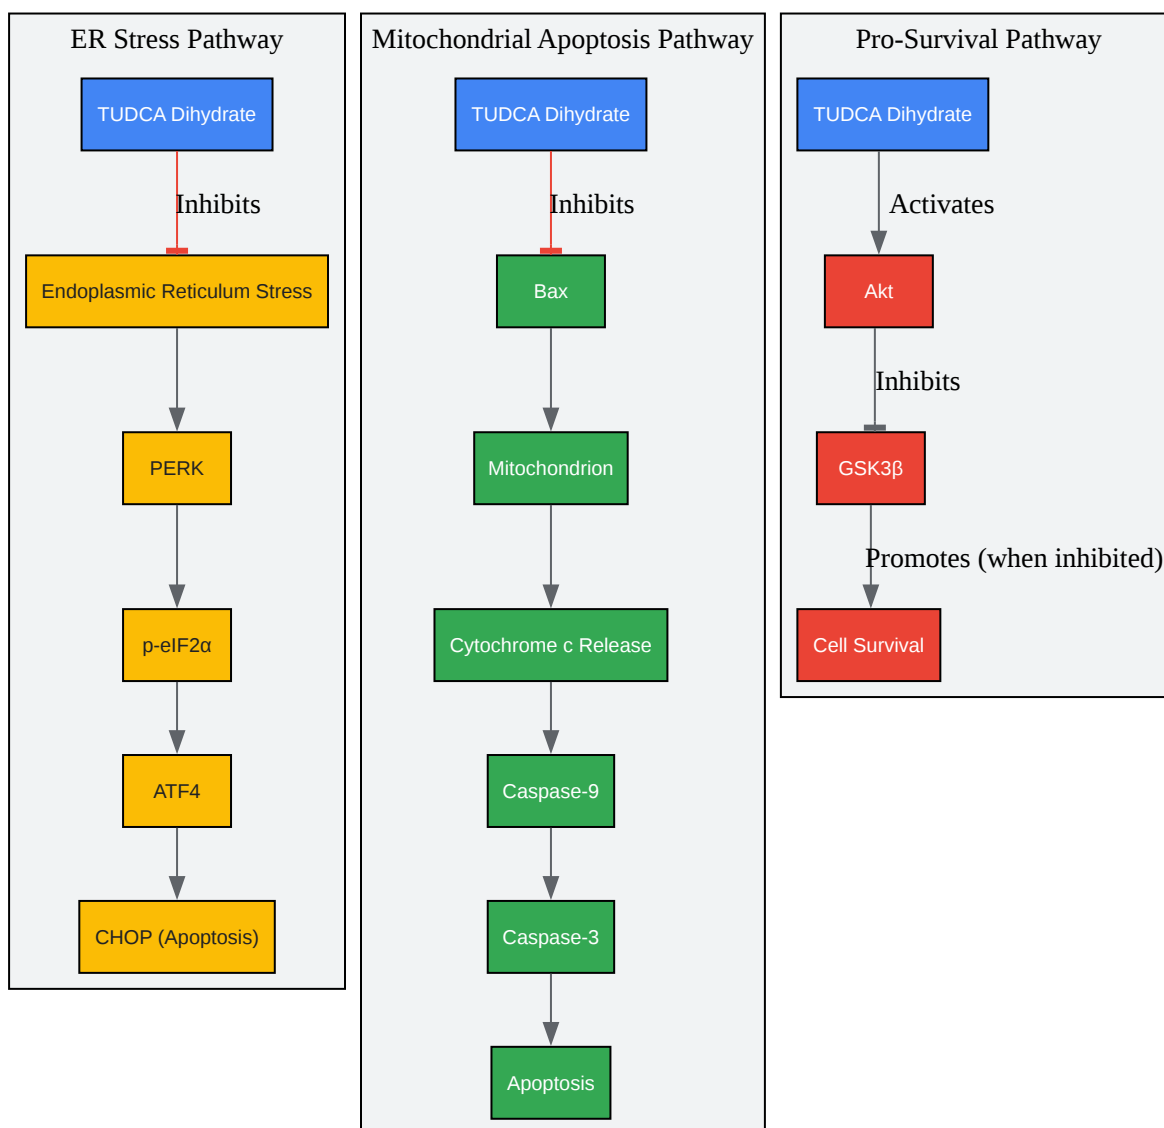 ER Stress Pathway
TUDCA Dihydrate
Inhibits
Endoplasmic Reticulum Stress
PERK
p-eIF2α
ATF4
CHOP (Apoptosis)
Mitochondrial Apoptosis Pathway
TUDCA Dihydrate
Inhibits
Bax
Mitochondrion
Cytochrome c Release
Caspase-9
Caspase-3
Apoptosis
Pro-Survival Pathway
TUDCA Dihydrate
Activates
Akt
Inhibits
GSK3β
Promotes (when inhibited)
Cell Survival